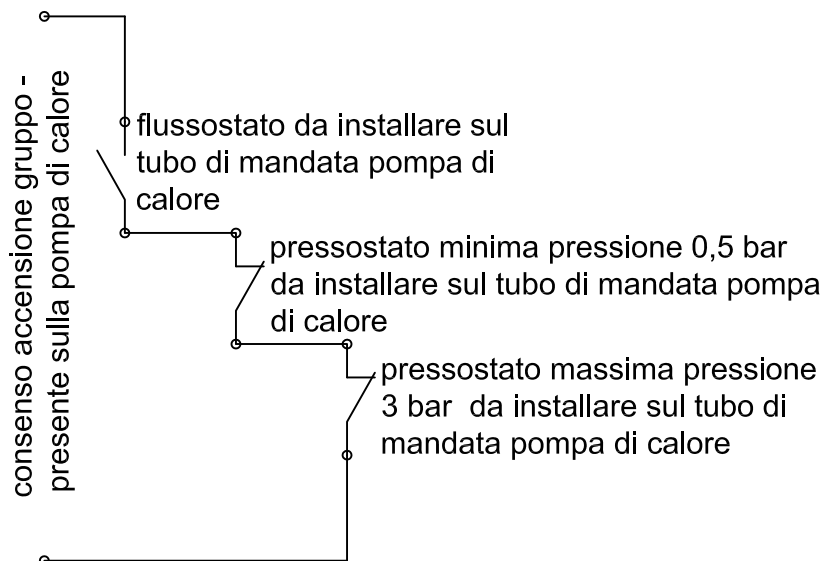 consenso accensione gruppo -
presente sulla pompa di calore
flussostato da installare sul
tubo di mandata pompa di
calore
pressostato minima pressione 0,5 bar
da installare sul tubo di mandata pompa
di calore
pressostato massima pressione
3 bar  da installare sul tubo di
mandata pompa di calore